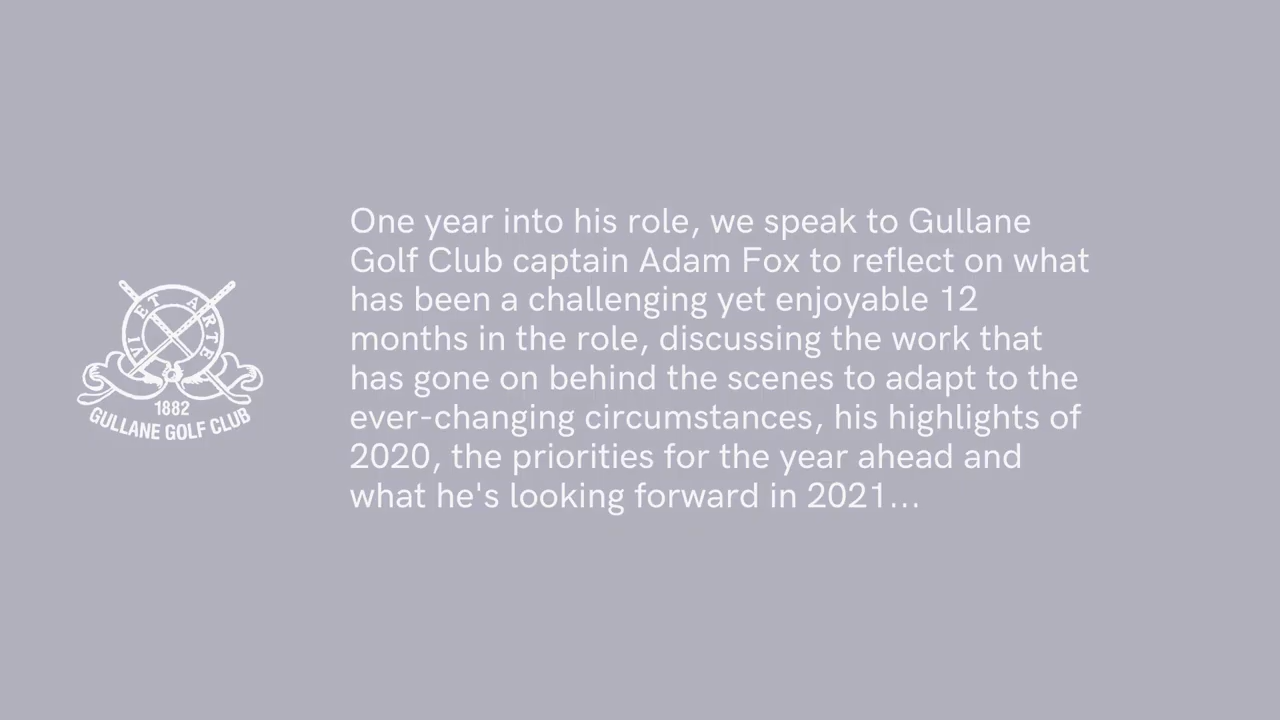 VI ET ARTE
1882
GULLANE GOLF CLUB
One year into his role, we speak to Gullane
Golf Club captain Adam Fox to reflect on what
has been a challenging yet enjoyable 12
months in the role, discussing the work that
has gone on behind the scenes to adapt to the
ever-changing circumstances, his highlights of
2020, the priorities for the year ahead and
what he's looking forward in 2021...